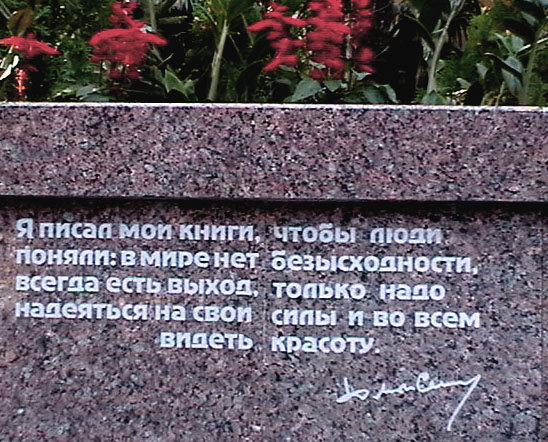 Я писал мои книги, чтобы люди
поняли: в мире нет безысходности,
всегда есть выход, только надо
надеяться на свои силы и во всем
видеть красоту.